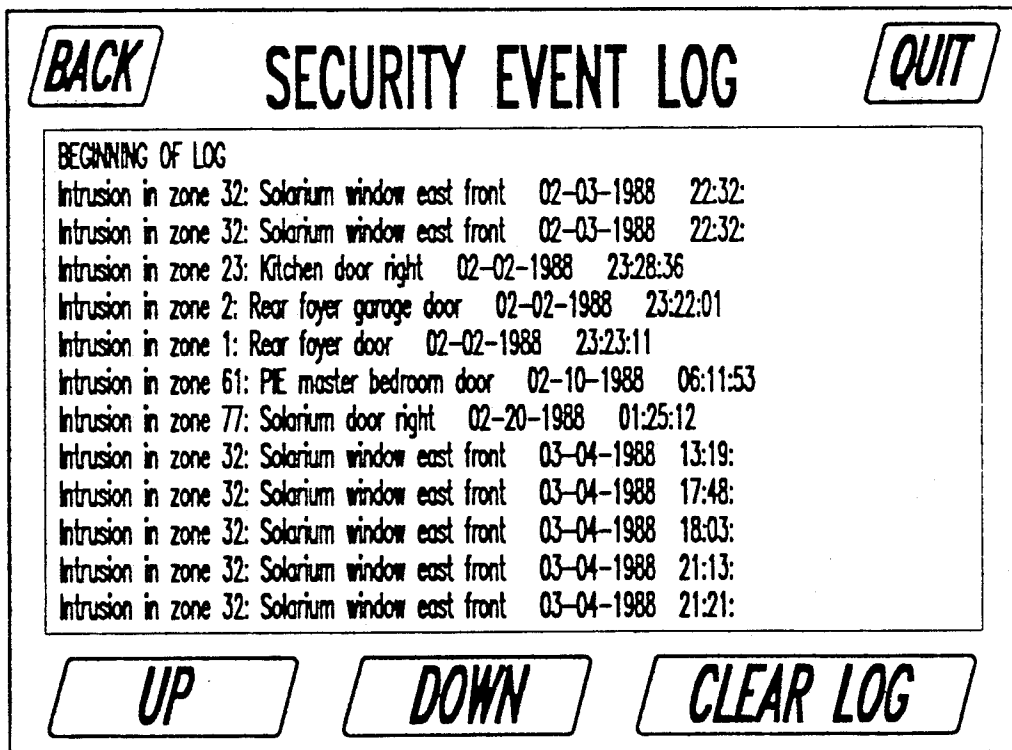 BACK
SECURITY EVENT LOG
QUIT
BEGINNING OF LOG
Intrusion in zone 32: Solarium window east front 02-03-1988 22:32:
Intrusion in zone 32: Solarium window east front 02-03-1988 22:32:
Intrusion in zone 23: Kitchen door right 02-02-1988 23:28:36
Intrusion in zone 2: Rear foyer garage door 02-02-1988 23:22:01
Intrusion in zone 1: Rear foyer door 02-02-1988 23:23:11
Intrusion in zone 61: PIE master bedroom door 02-10-1988 06:11:53
Intrusion in zone 77: Solarium door right 02-20-1988 01:25:12
Intrusion in zone 32: Solarium window east front 03-04-1988 13:19:
Intrusion in zone 32: Solarium window east front 03-04-1988 17:48:
Intrusion in zone 32: Solarium window east front 03-04-1988 18:03:
Intrusion in zone 32: Solarium window east front 03-04-1988 21:13:
Intrusion in zone 32: Solarium window east front 03-04-1988 21:21:
UP
DOWN
CLEAR LOG